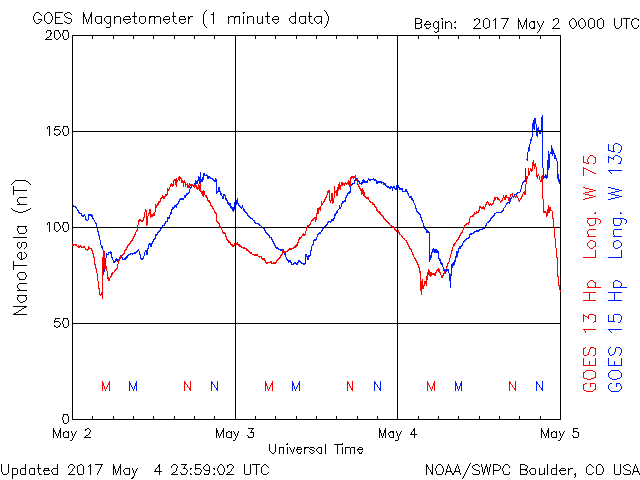 GOES Magnetometer (1 minute data)
Begin: 2017 May 2 0000 UTC
200
150
100
50
0
NanoTesla (nT)
M M N N M M N N M M N N
May 2 May 3 May 4 May 5
Universal Time
GOES 13 Hp Long. W 75
GOES 15 Hp Long. W 135
Updated 2017 May 4 23:59:02 UTC
NOAA/SWPC Boulder, CO USA